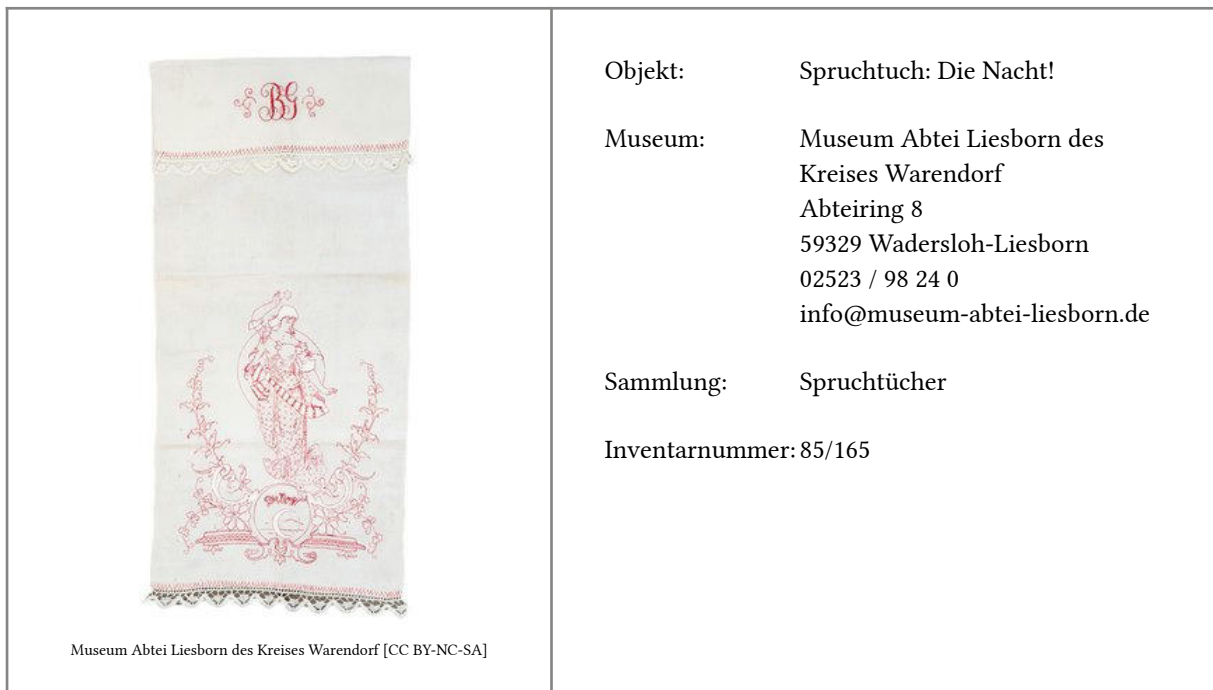 BG
Museum Abtei Liesborn des Kreises Warendorf [CC BY-NC-SA]
Objekt: Spruchtuch: Die Nacht!
Museum: Museum Abtei Liesborn des
Kreises Warendorf
Abteiring 8
59329 Wadersloh-Liesborn
02523 / 98 24 0
info@museum-abtei-liesborn.de
Sammlung: Spruchtücher
Inventarnummer: 85/165